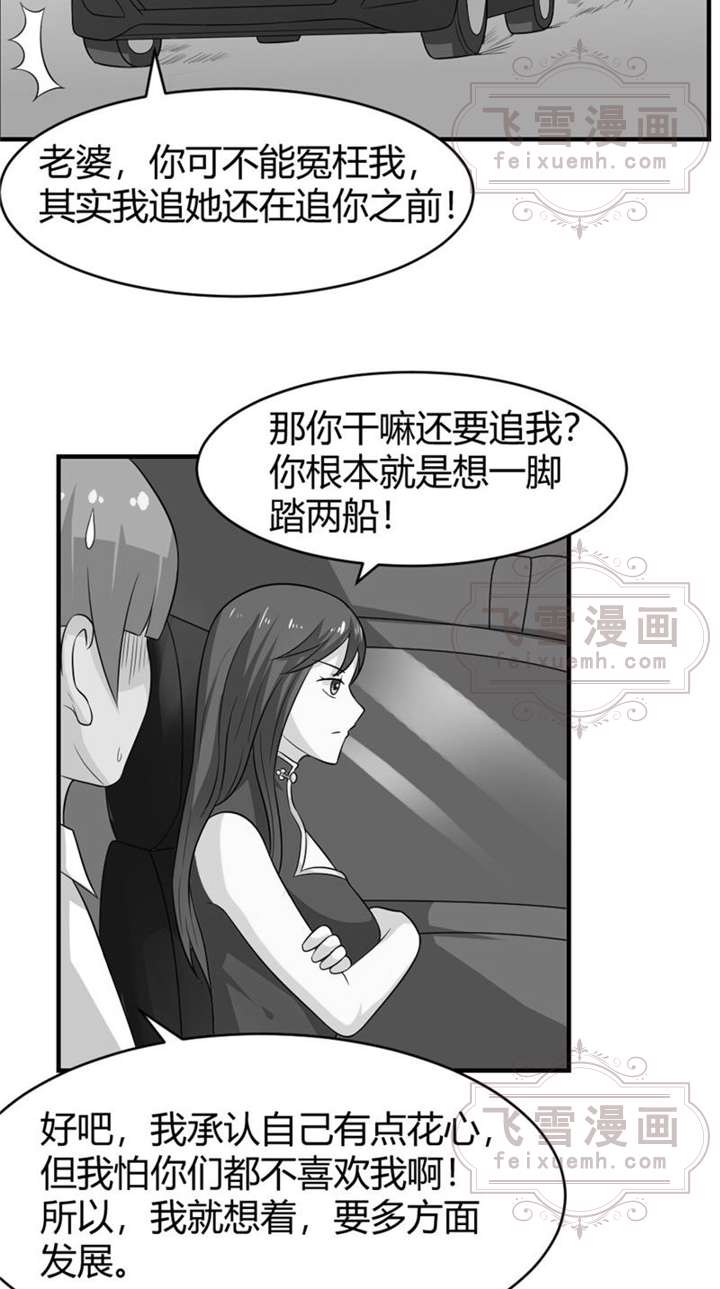 飞雪漫画
feixuemh.com
老婆，你可不能冤枉我，
其实我追她还在追你之前！
那你干嘛还要追我？
你根本就是想一脚
踏两船！
飞雪漫画
feixuemh.com
好吧，我承认自己有点花心，
但我怕你们都不喜欢我啊！
所以，我就想着，要多方面
发展。
飞雪漫画
feixuemh.com